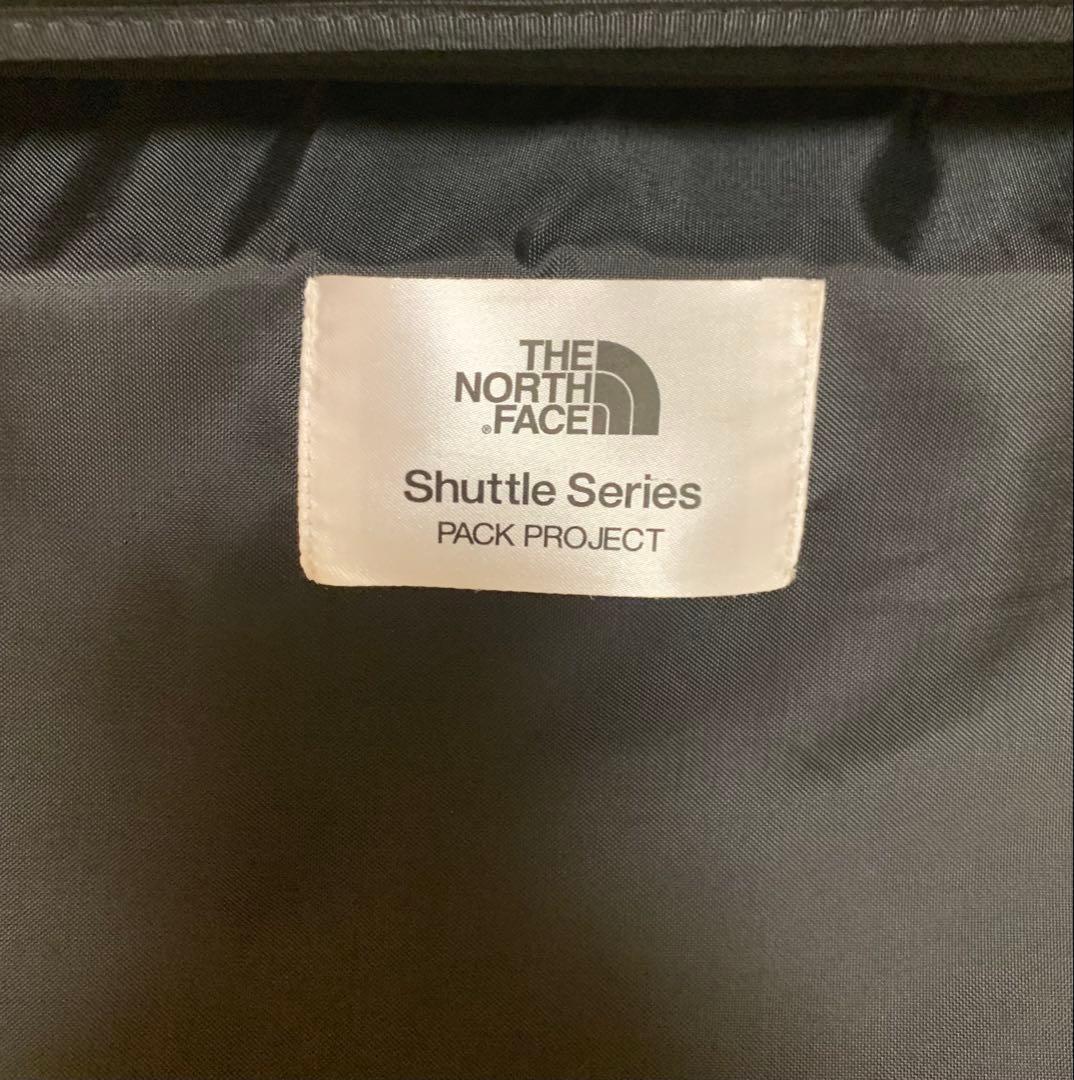 THE
NORTH
®FACE
Shuttle Series
PACK PROJECT